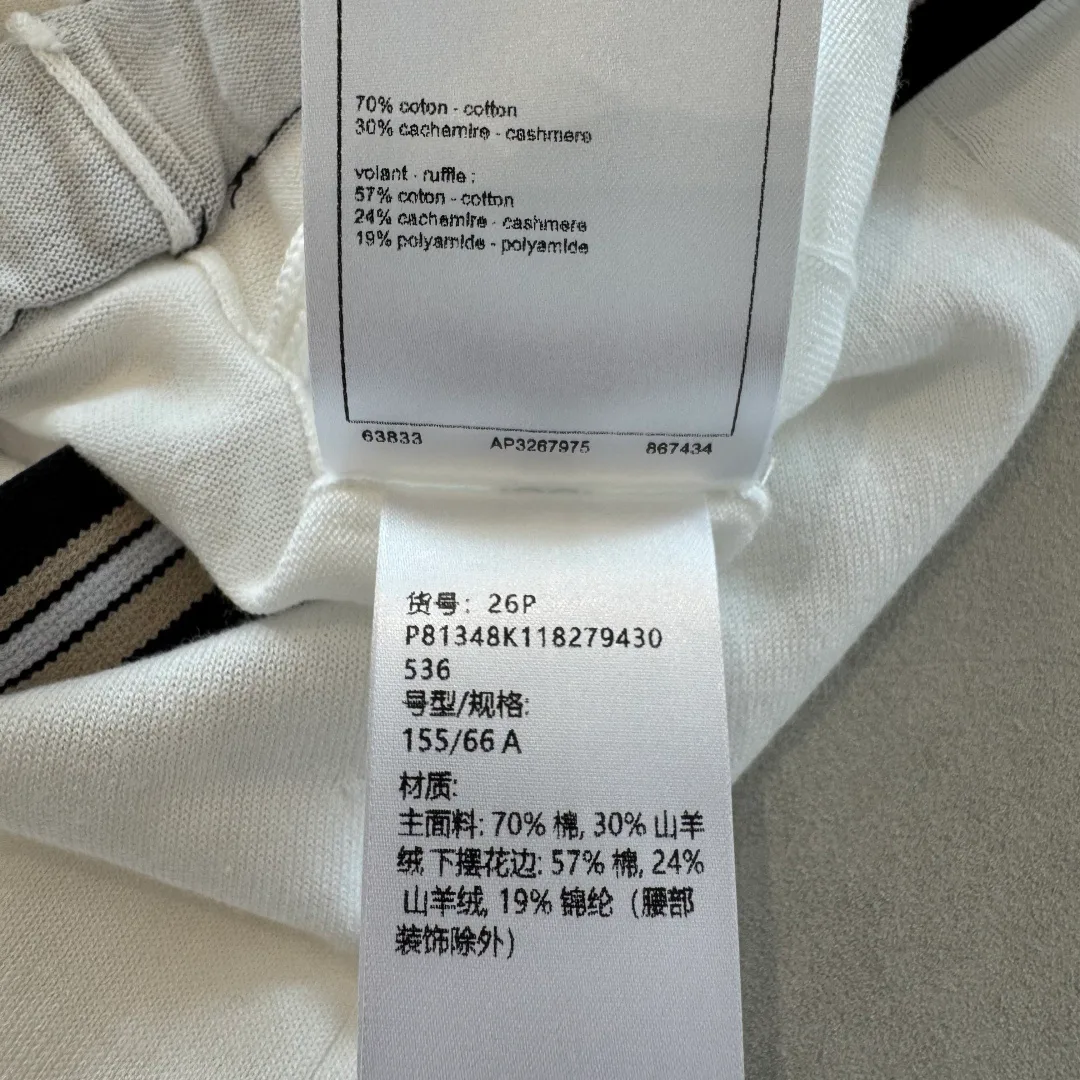 70% coton - cotton
30% cachemire - cashmere
volant - ruffle :
57% coton - cotton
24% cachemire - cashmere
19% polyamide - polyamide
63833 AP3267975 867434
货号: 26P
P81348K118279430
536
号型/规格:
155/66 A
材质:
主面料: 70% 棉, 30% 山羊
绒 下摆花边: 57% 棉, 24%
山羊绒, 19% 锦纶（腰部
装饰除外）